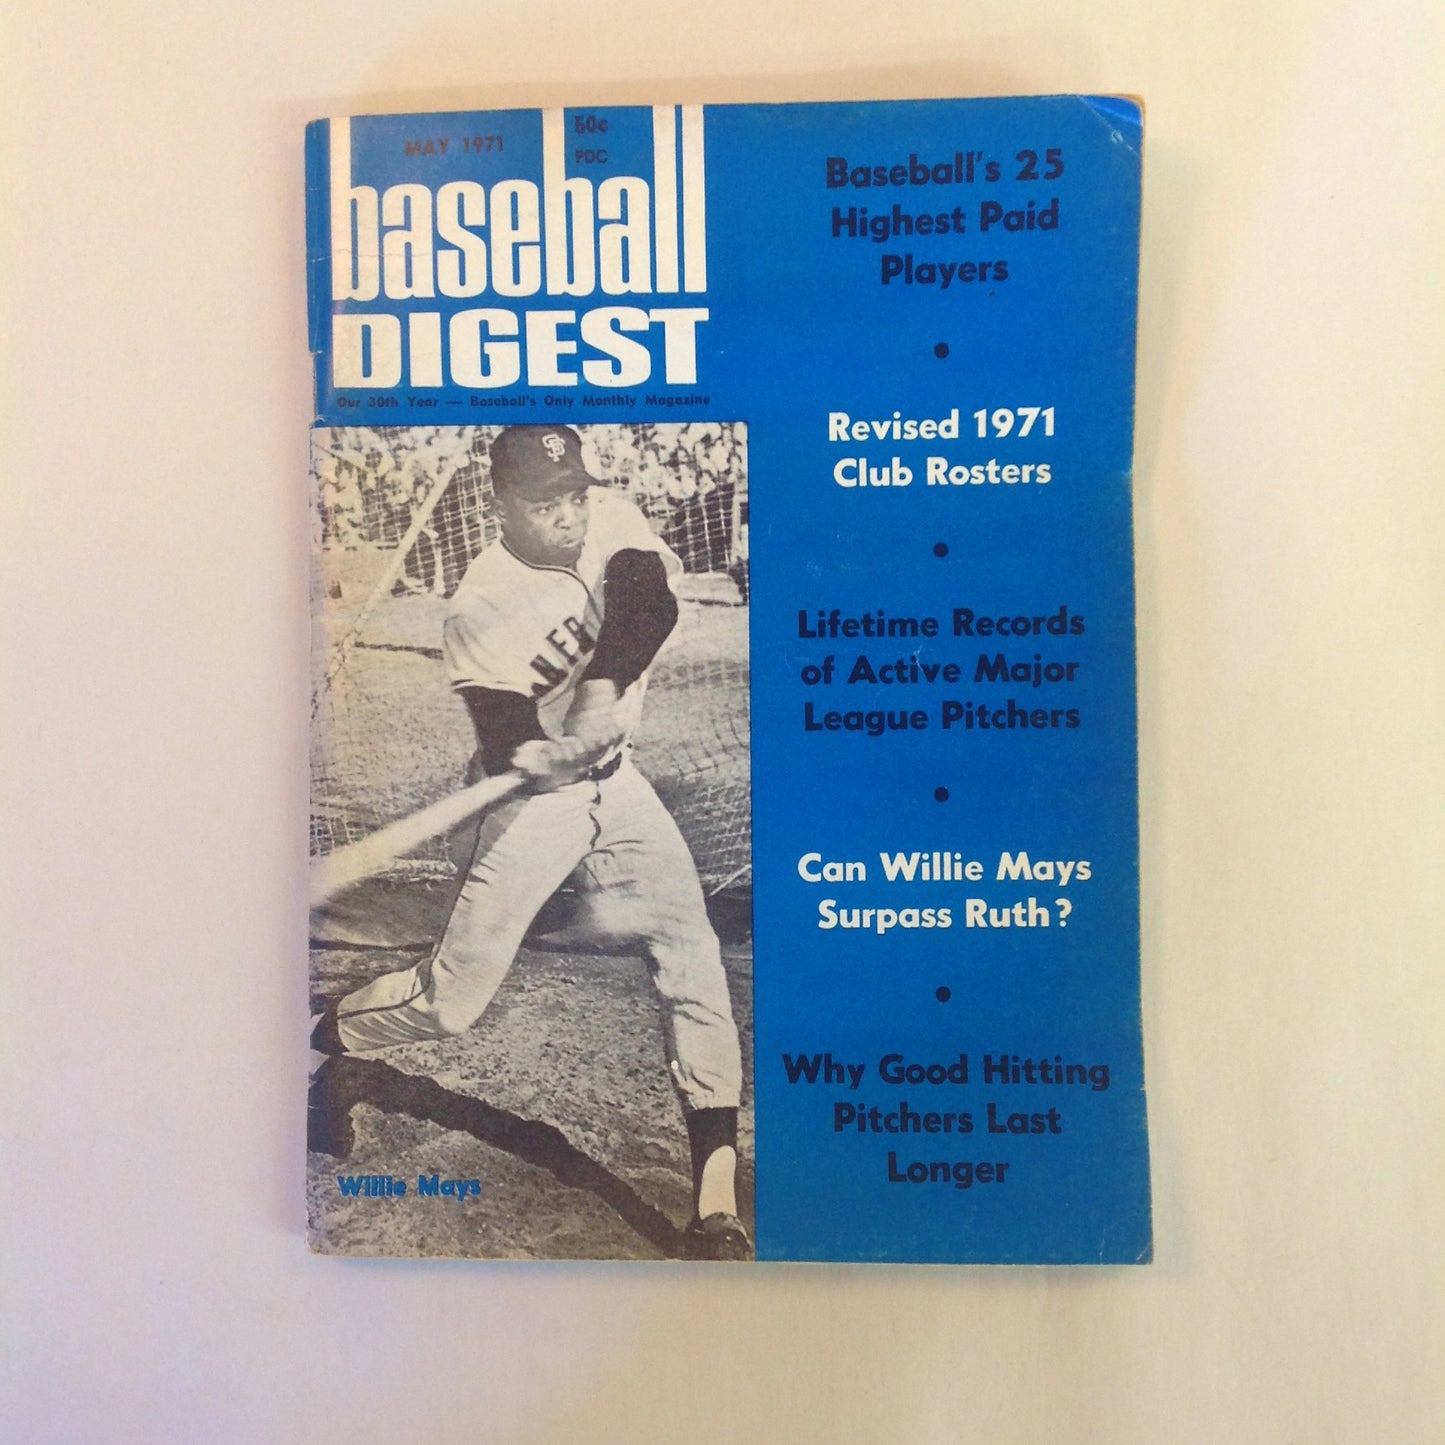 MAY 1971
50¢
PDC
baseball
DIGEST
Our 30th Year — Baseball's Only Monthly Magazine
SF
Willie Mays
Baseball's 25
Highest Paid
Players
•
Revised 1971
Club Rosters
•
Lifetime Records
of Active Major
League Pitchers
•
Can Willie Mays
Surpass Ruth?
•
Why Good Hitting
Pitchers Last
Longer